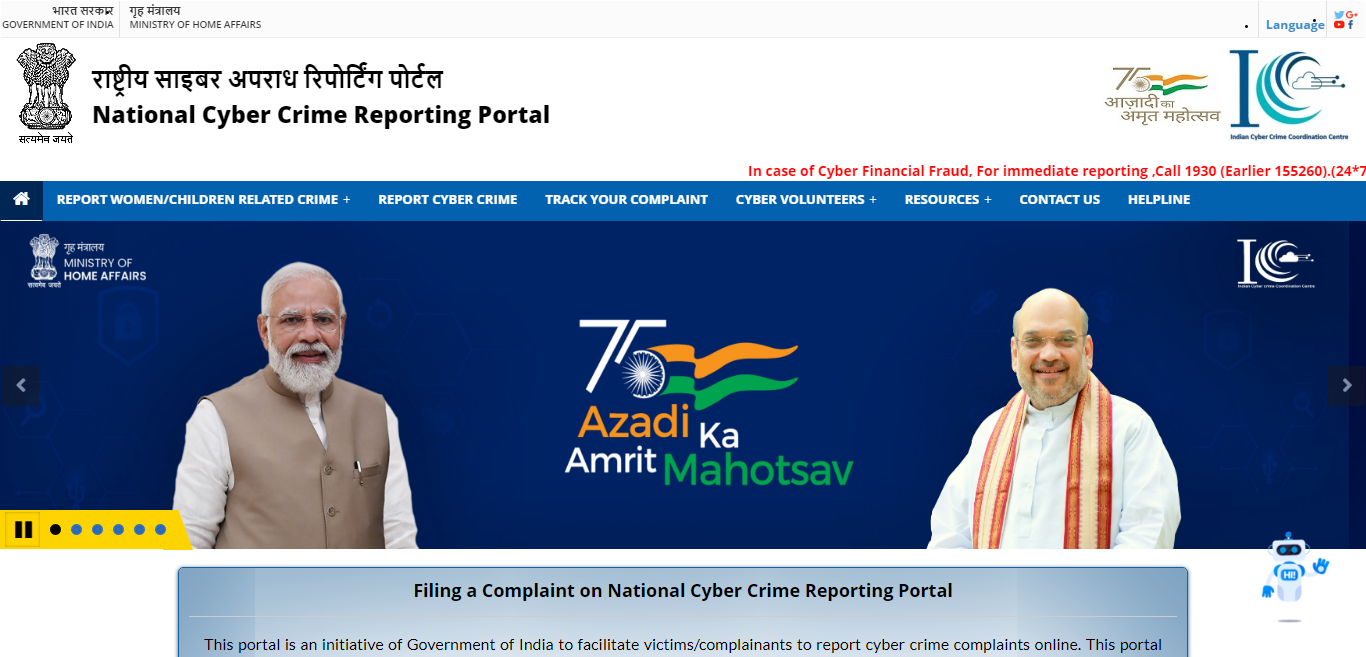 भारत सरकार
GOVERNMENT OF INDIA
गृह मंत्रालय
MINISTRY OF HOME AFFAIRS
Language
राष्ट्रीय साइबर अपराध रिपोर्टिंग पोर्टल
National Cyber Crime Reporting Portal
सत्यमेव जयते
75
आज़ादी का
अमृत महोत्सव
Indian Cyber Crime Coordination Centre
In case of Cyber Financial Fraud, For immediate reporting ,Call 1930 (Earlier 155260).(24*7
REPORT WOMEN/CHILDREN RELATED CRIME +
REPORT CYBER CRIME
TRACK YOUR COMPLAINT
CYBER VOLUNTEERS +
RESOURCES +
CONTACT US
HELPLINE
सत्यमेव जयते
गृह मंत्रालय
MINISTRY OF
HOME AFFAIRS
Indian Cyber crime Coordination Centre
75
Azadi Ka
Amrit Mahotsav
HI!
Filing a Complaint on National Cyber Crime Reporting Portal
This portal is an initiative of Government of India to facilitate victims/complainants to report cyber crime complaints online. This portal